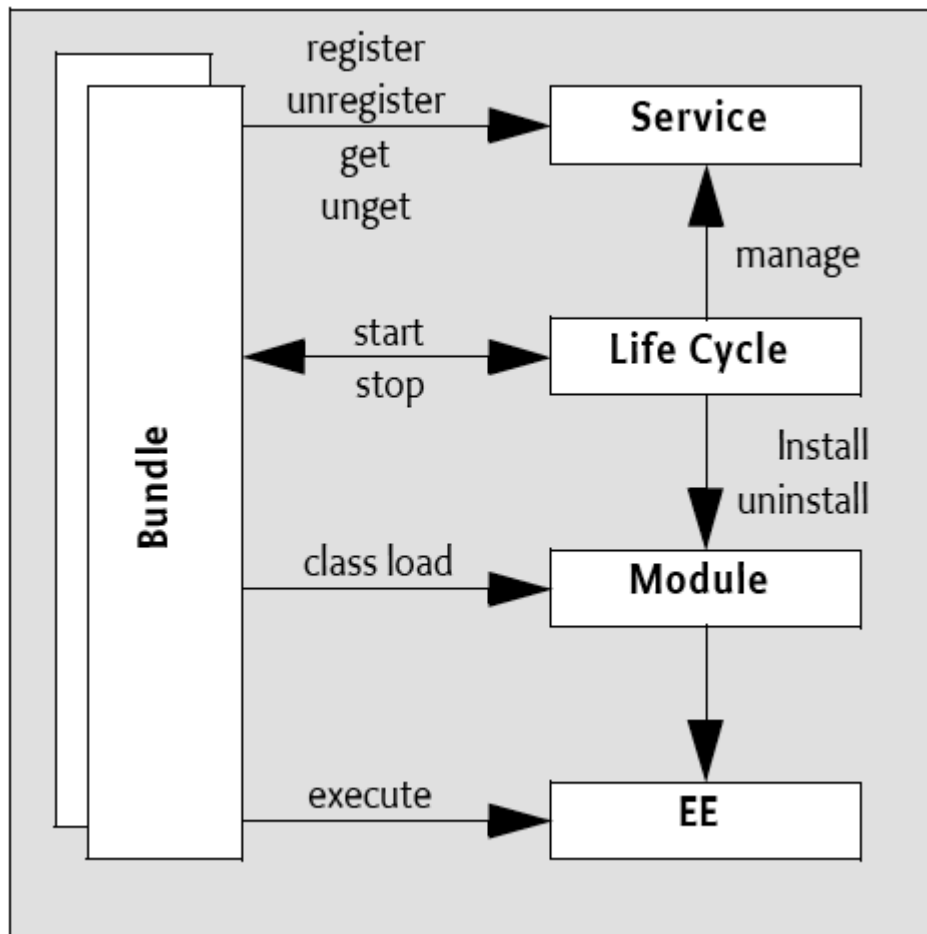 register
unregister
get
unget
Service
manage
start
stop
Life Cycle
Install
uninstall
Bundle
class load
Module
execute
EE